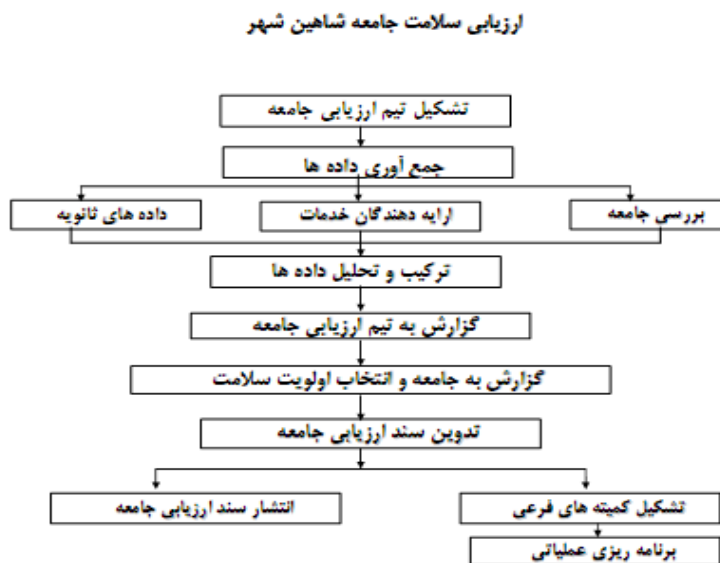 ارزیابی سلامت جامعه شاهین شهر
تشکیل تیم ارزیابی جامعه
جمع آوری داده ها
بررسی جامعه
ارایه دهندگان خدمات
داده های ثانویه
ترکیب و تحلیل داده ها
گزارش به تیم ارزیابی جامعه
گزارش به جامعه و انتخاب اولویت سلامت
تدوین سند ارزیابی جامعه
تشکیل کمیته های فرعی
انتشار سند ارزیابی جامعه
برنامه ریزی عملیاتی